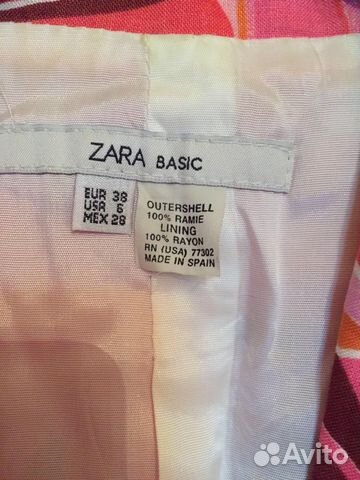 ZARA BASIC
EUR 38
USA 6
MEX 28
OUTERSHELL
100% RAMIE
LINING
100% RAYON
RN (USA) 77302
MADE IN SPAIN
Avito